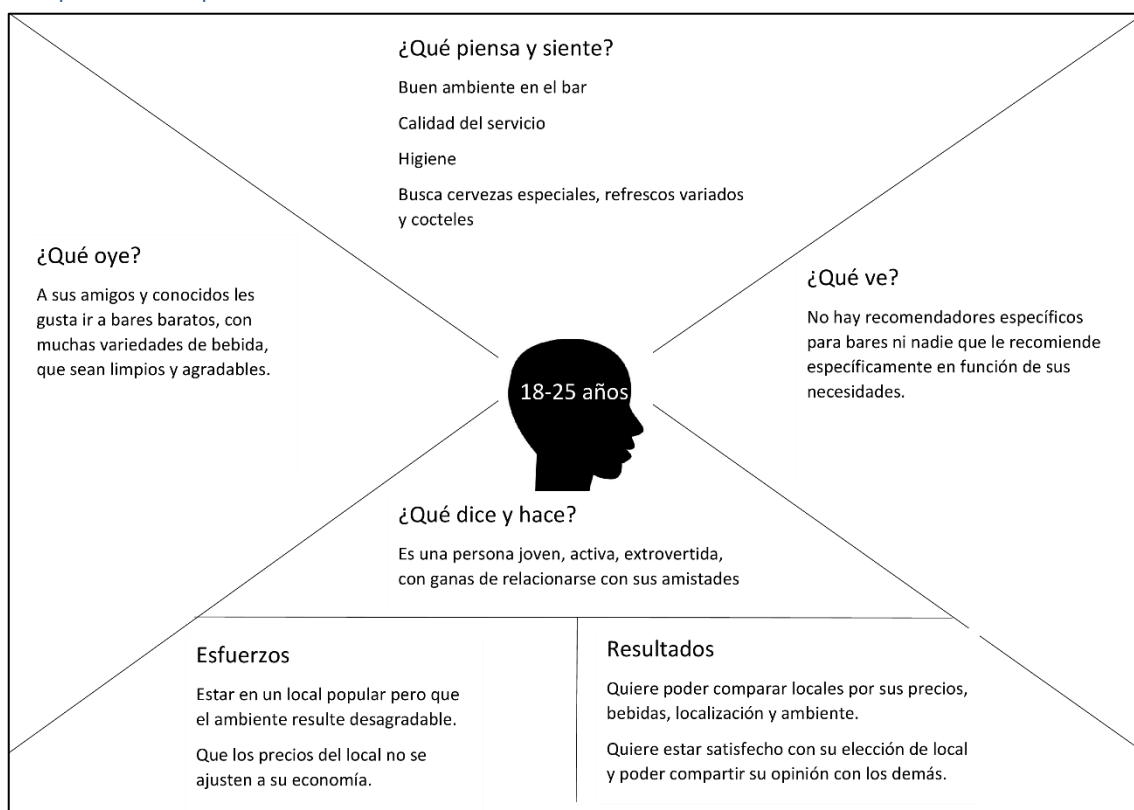 ¿Qué piensa y siente?
Buen ambiente en el bar
Calidad del servicio
Higiene
Busca cervezas especiales, refrescos variados
y cocteles
¿Qué oye?
A sus amigos y conocidos les
gusta ir a bares baratos, con
muchas variedades de bebida,
que sean limpios y agradables.
¿Qué ve?
No hay recomendadores específicos
para bares ni nadie que le recomiende
específicamente en función de sus
necesidades.
18-25 años
¿Qué dice y hace?
Es una persona joven, activa, extrovertida,
con ganas de relacionarse con sus amistades
Esfuerzos
Estar en un local popular pero que
el ambiente resulte desagradable.
Que los precios del local no se
ajusten a su economía.
Resultados
Quiere poder comparar locales por sus precios,
bebidas, localización y ambiente.
Quiere estar satisfecho con su elección de local
y poder compartir su opinión con los demás.